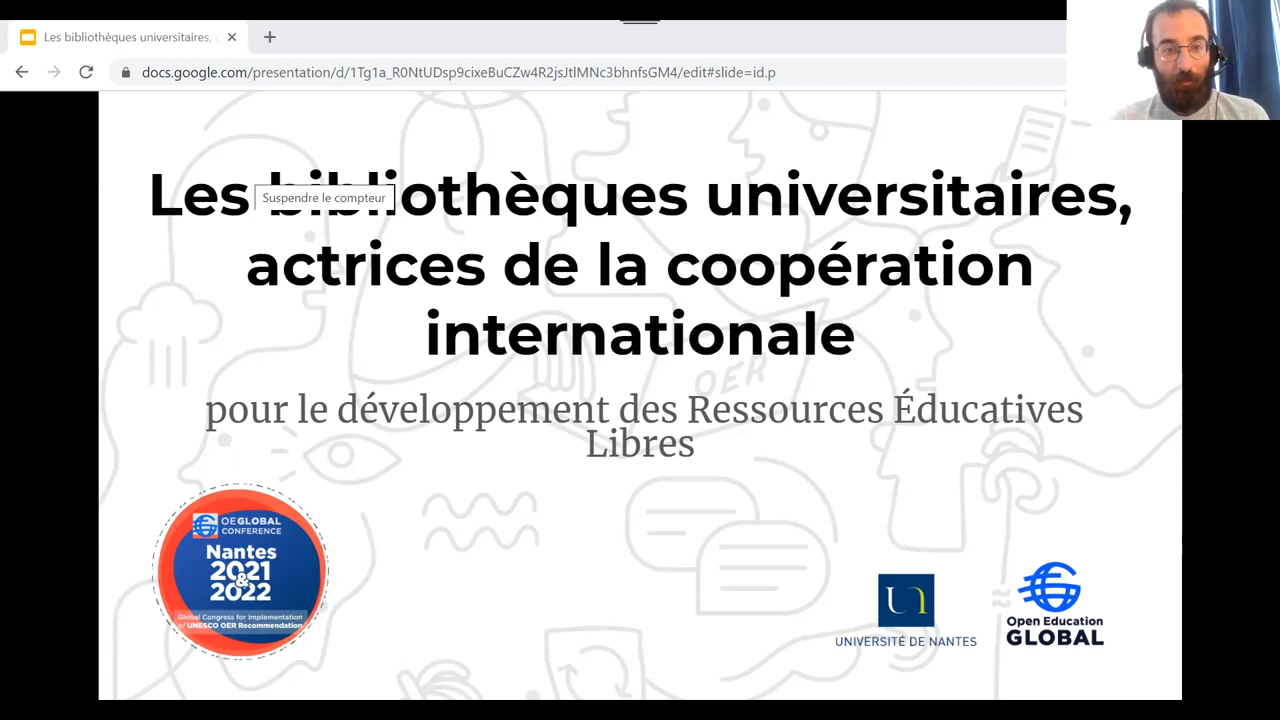 Les bibliothèques universitaires,
docs.google.com/presentation/d/1Tg1a_R0NtUDsp9cixeBuCZw4R2jsJtlMNc3bhnfsGM4/edit#slide=id.p
Les bibliothèques universitaires,
Suspendre le compteur
actrices de la coopération
internationale
OER
pour le développement des Ressources Éducatives
Libres
OEGLOBAL
CONFERENCE
Nantes
2021
&
2022
Global Congress for Implementation
of UNESCO OER Recommendation
UNIVERSITÉ DE NANTES
Open Education
GLOBAL